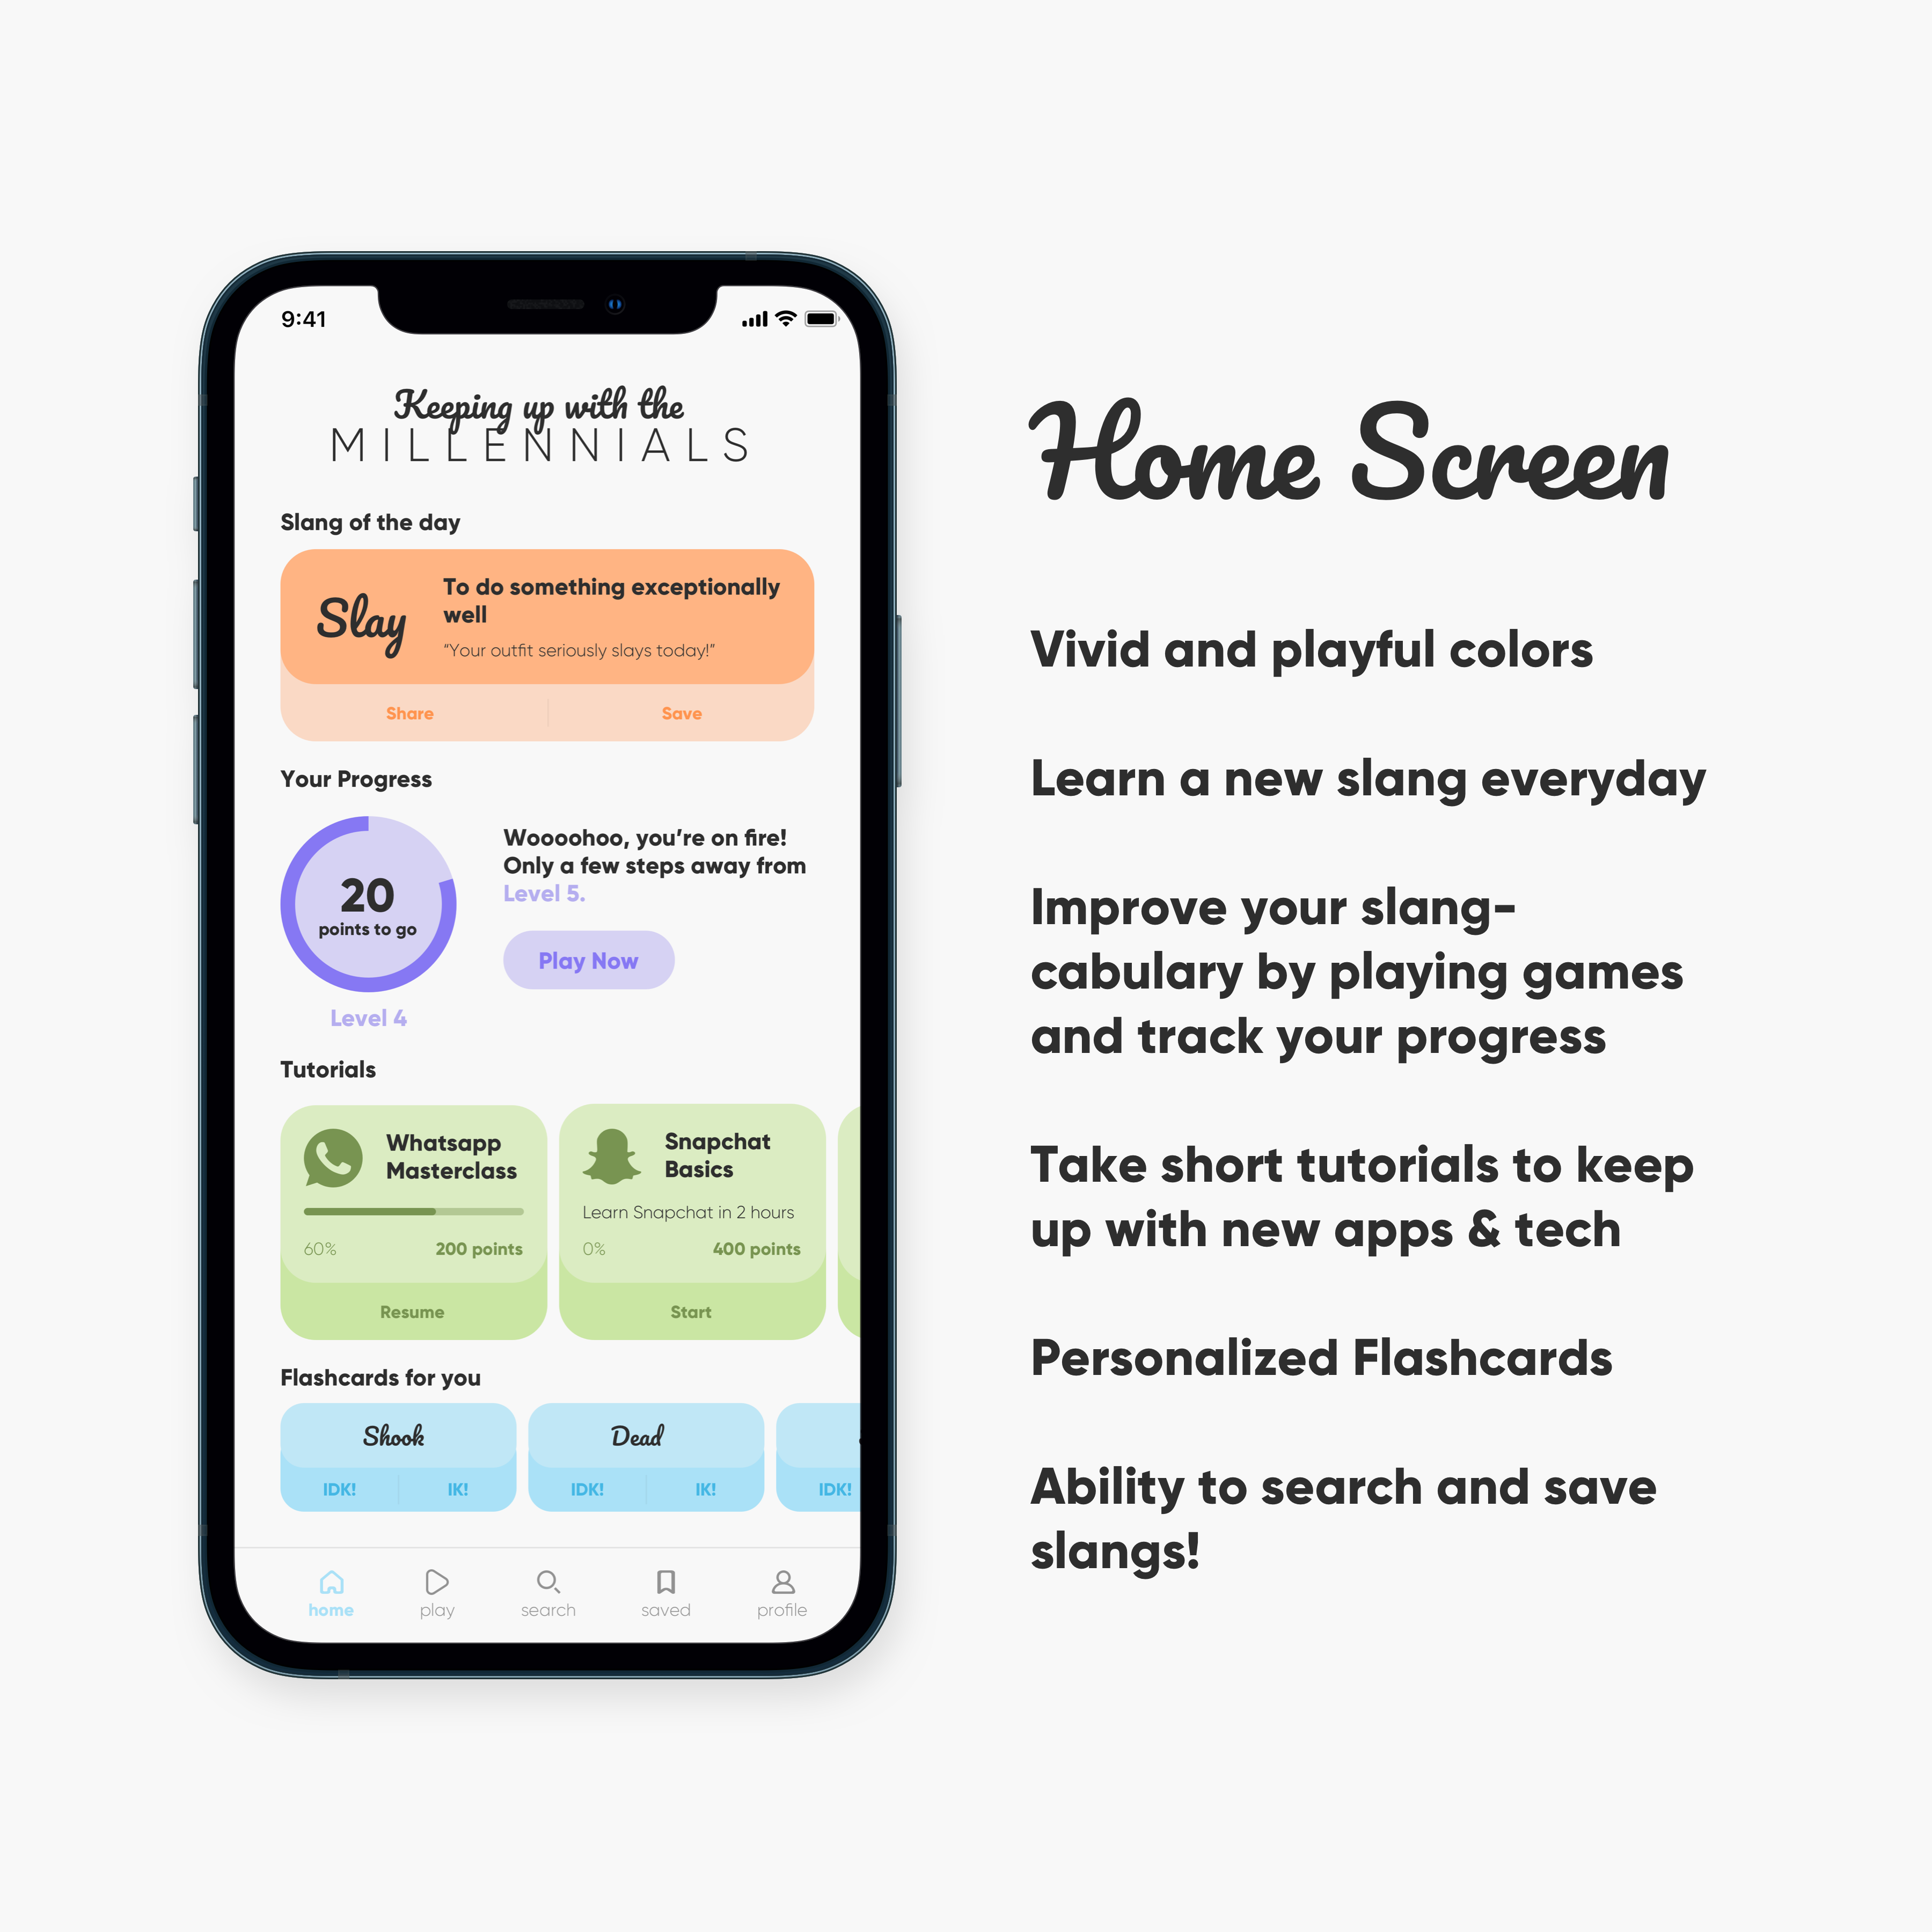 9:41
Keeping up with the
MILLENNIALS
Slang of the day
Slay
To do something exceptionally
well
“Your outfit seriously slays today!”
Share
Save
Your Progress
20
points to go
Level 4
Woooohoo, you’re on fire!
Only a few steps away from
Level 5.
Play Now
Tutorials
Whatsapp
Masterclass
60%
200 points
Resume
Snapchat
Basics
Learn Snapchat in 2 hours
0%
400 points
Start
Flashcards for you
Shook
IDK!
IK!
Dead
IDK!
IK!
IDK!
home
play
search
saved
profile
Home Screen
Vivid and playful colors
Learn a new slang everyday
Improve your slang-
cabulary by playing games
and track your progress
Take short tutorials to keep
up with new apps & tech
Personalized Flashcards
Ability to search and save
slangs!